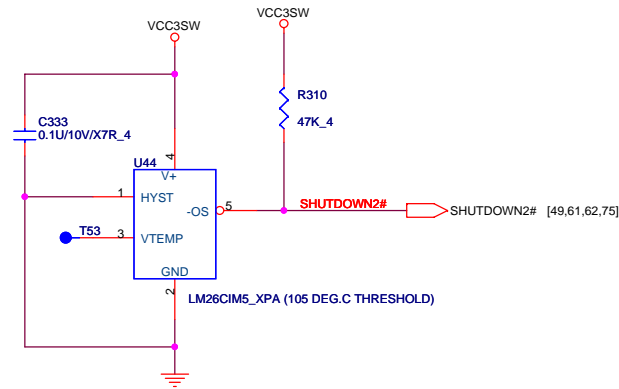 VCC3SW
VCC3SW
C333
0.1U/10V/X7R_4
R310
47K_4
U44
4
V+
1
HYST
-OS
5
SHUTDOWN2#
SHUTDOWN2# [49,61,62,75]
T53
3
VTEMP
GND
2
LM26CIM5_XPA (105 DEG.C THRESHOLD)